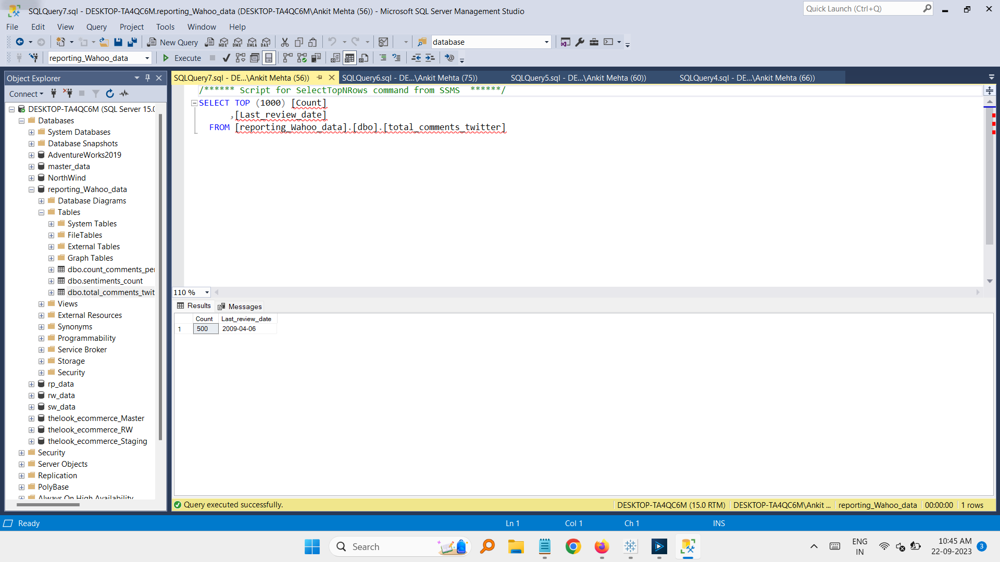 SQLQuery7.sql - DESKTOP-TA4QC6M.reporting_Wahoo_data (DESKTOP-TA4QC6M\Ankit Mehta (56)) - Microsoft SQL Server Management Studio
Quick Launch (Ctrl+Q)
File Edit View Query Project Tools Window Help
New Query
MDX DMX XMLA DAX
database
reporting_Wahoo_data
Execute
Object Explorer
SQLQuery7.sql - DE...\Ankit Mehta (56))
SQLQuery6.sql - DE...\Ankit Mehta (75))
SQLQuery5.sql - DE...\Ankit Mehta (60))
SQLQuery4.sql - DE...\Ankit Mehta (66))
Connect
DESKTOP-TA4QC6M (SQL Server 15.0
Databases
System Databases
Database Snapshots
AdventureWorks2019
master_data
NorthWind
reporting_Wahoo_data
Database Diagrams
Tables
System Tables
FileTables
External Tables
Graph Tables
dbo.count_comments_per
dbo.sentiments_count
dbo.total_comments_twit
Views
External Resources
Synonyms
Programmability
Service Broker
Storage
Security
rp_data
rw_data
sw_data
thelook_ecommerce_Master
thelook_ecommerce_RW
thelook_ecommerce_Staging
Security
Server Objects
Replication
PolyBase
Always On High Availability
/****** Script for SelectTopNRows command from SSMS ******/
SELECT TOP (1000) [Count]
,[Last_review_date]
FROM [reporting_Wahoo_data].[dbo].[total_comments_twitter]
110 %
Results Messages
Count Last_review_date
1 500 2009-04-06
Query executed successfully.
DESKTOP-TA4QC6M (15.0 RTM)
DESKTOP-TA4QC6M\Ankit ...
reporting_Wahoo_data
00:00:00
1 rows
Ready
Ln 1
Col 1
Ch 1
INS
Search
ENG
IN
10:45 AM
22-09-2023
3